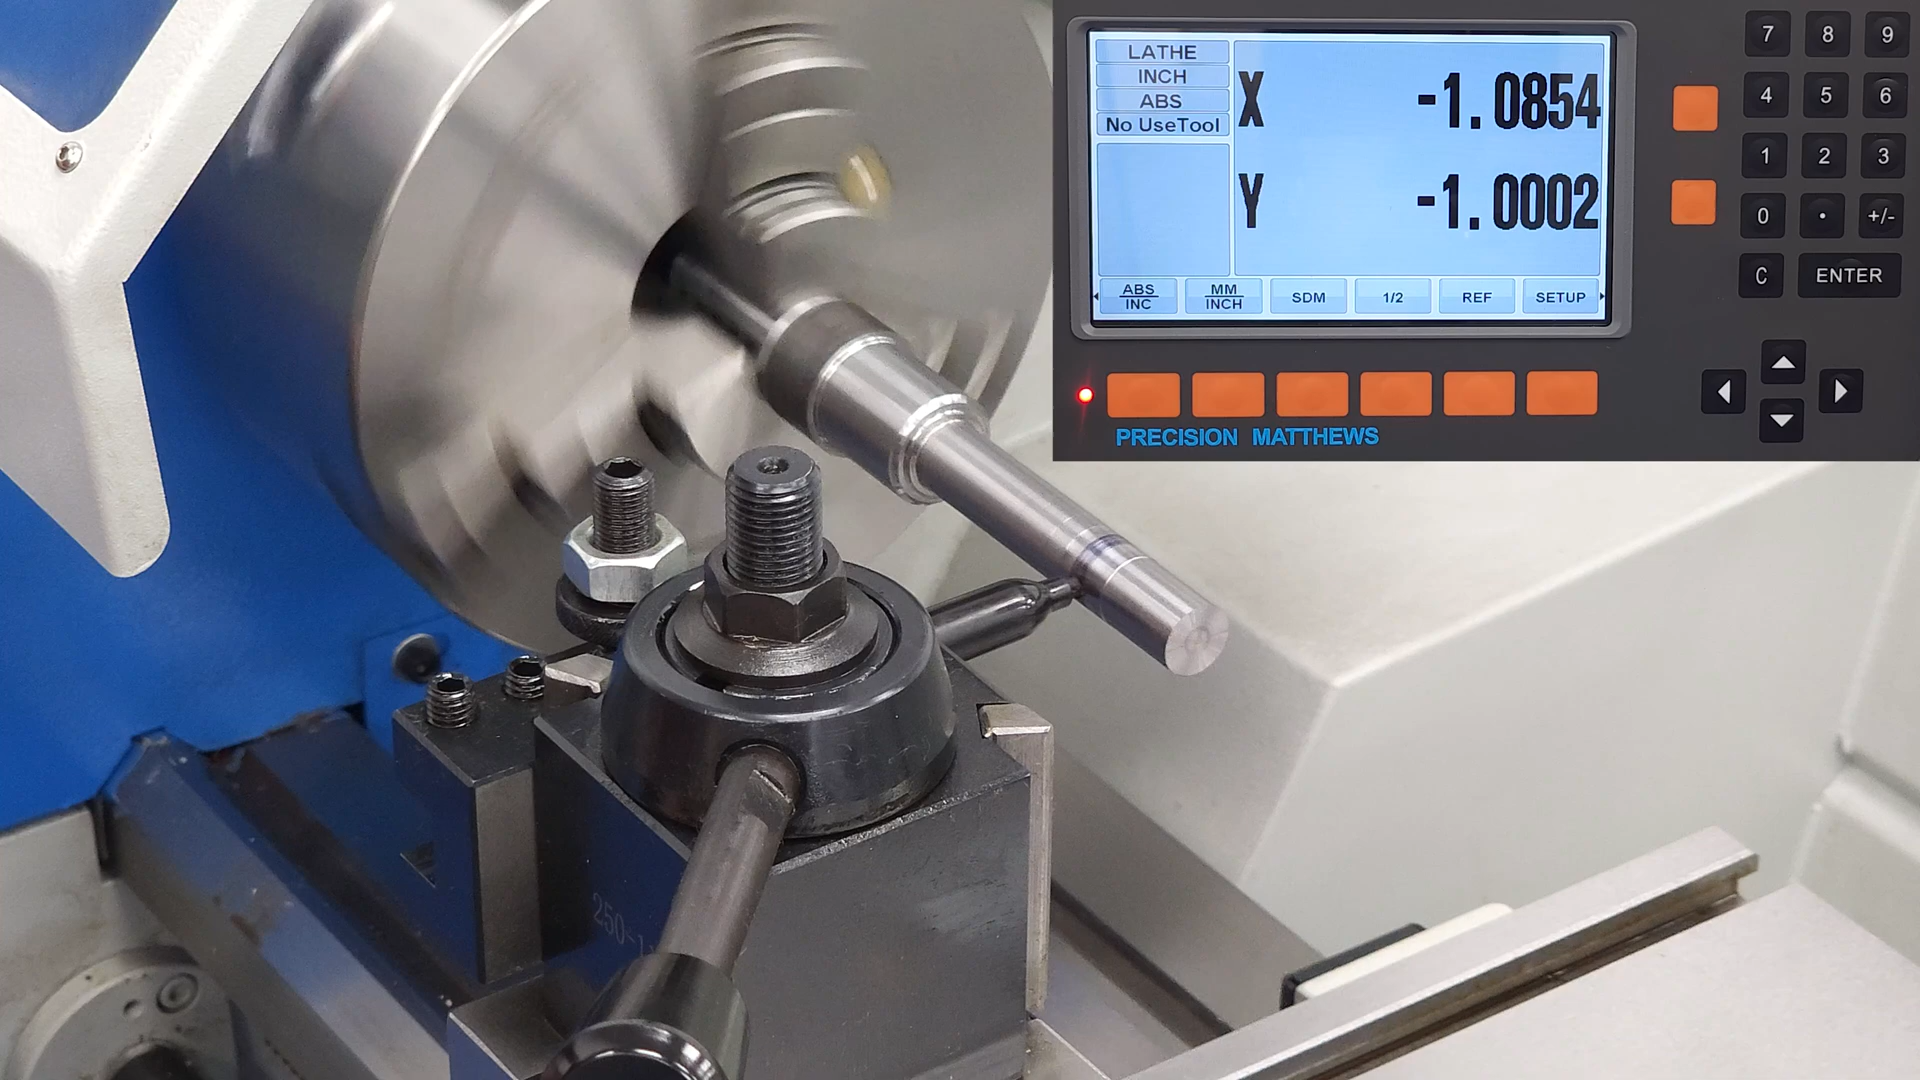 LATHE
INCH
ABS
No UseTool
X -1.0854
Y -1.0002
ABS
INC
MM
INCH
SDM
1/2
REF
SETUP
PRECISION MATTHEWS
7 8 9
4 5 6
1 2 3
0 • +/-
C ENTER